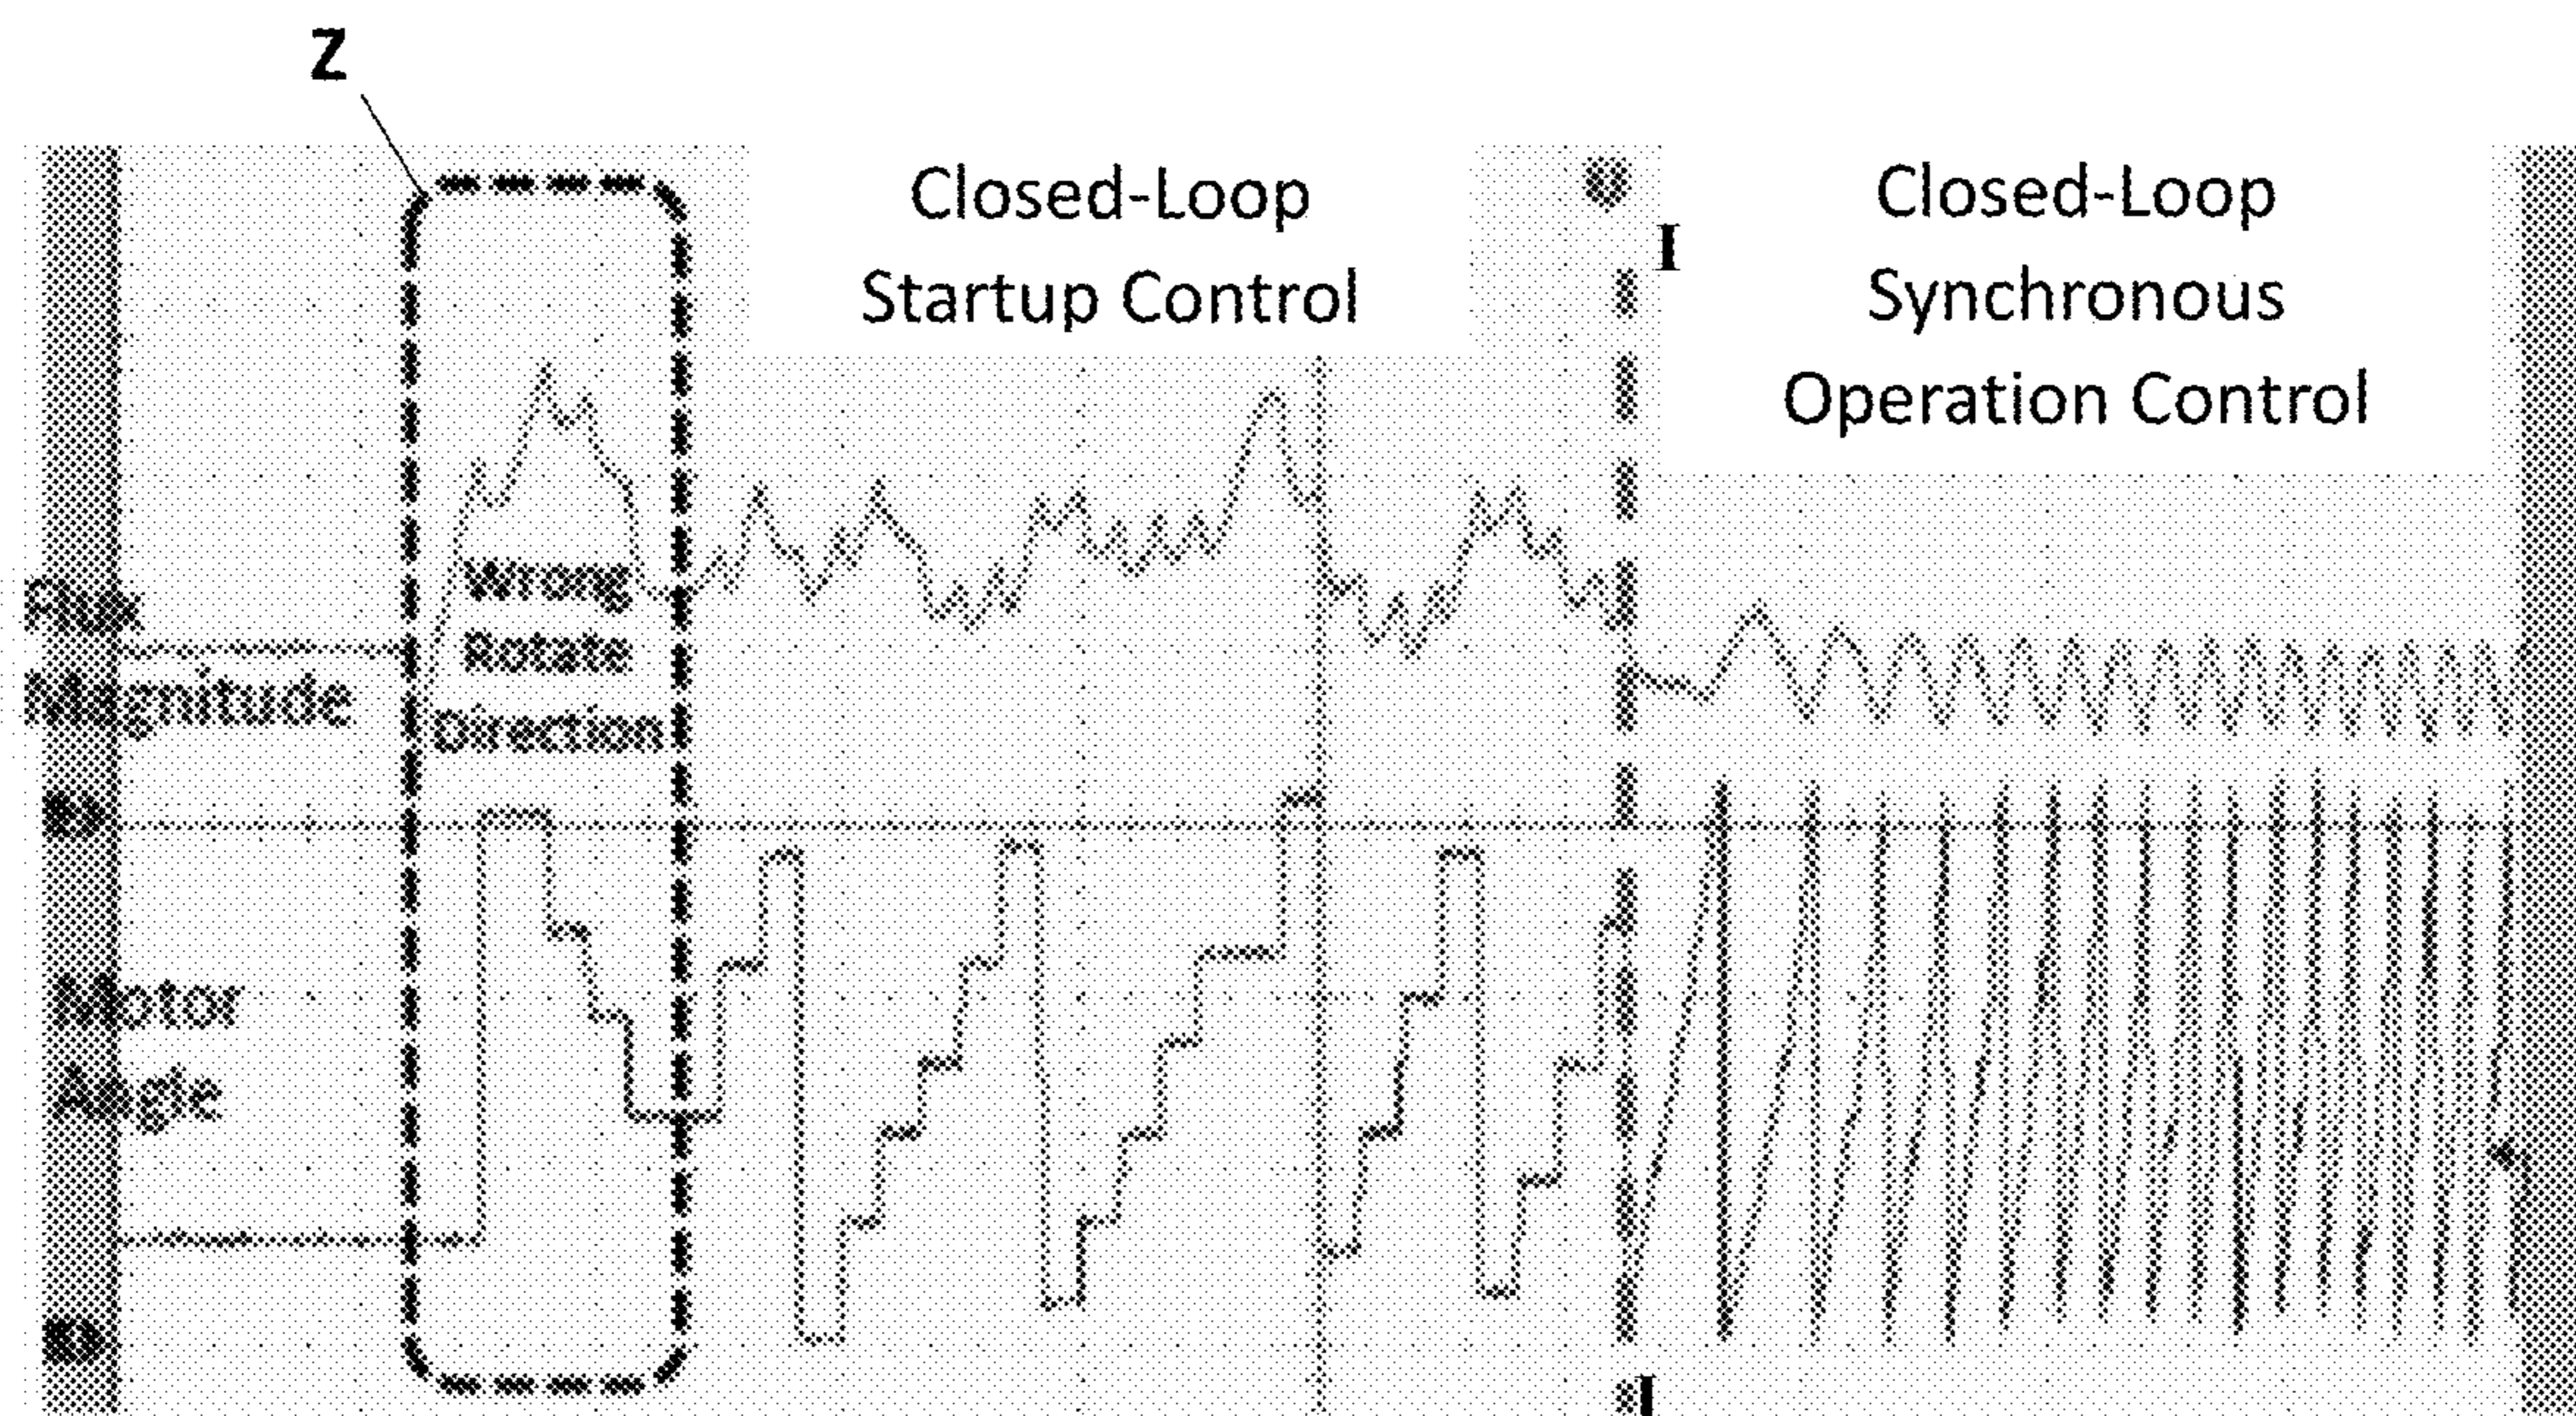 Z
Closed-Loop
Startup Control
I
Closed-Loop
Synchronous
Operation Control
Wrong
Rotate
Direction
Flux
Magnitude
Motor
Angle